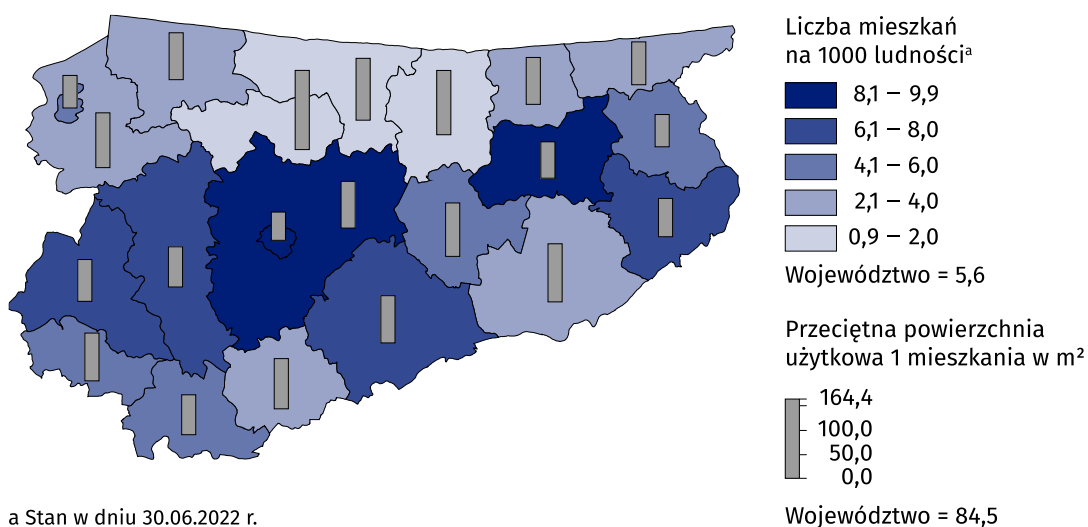 Liczba mieszkań
na 1000 ludnościᵃ
8,1 – 9,9
6,1 – 8,0
4,1 – 6,0
2,1 – 4,0
0,9 – 2,0
Województwo = 5,6
Przeciętna powierzchnia
użytkowa 1 mieszkania w m²
164,4
100,0
50,0
0,0
Województwo = 84,5
a Stan w dniu 30.06.2022 r.